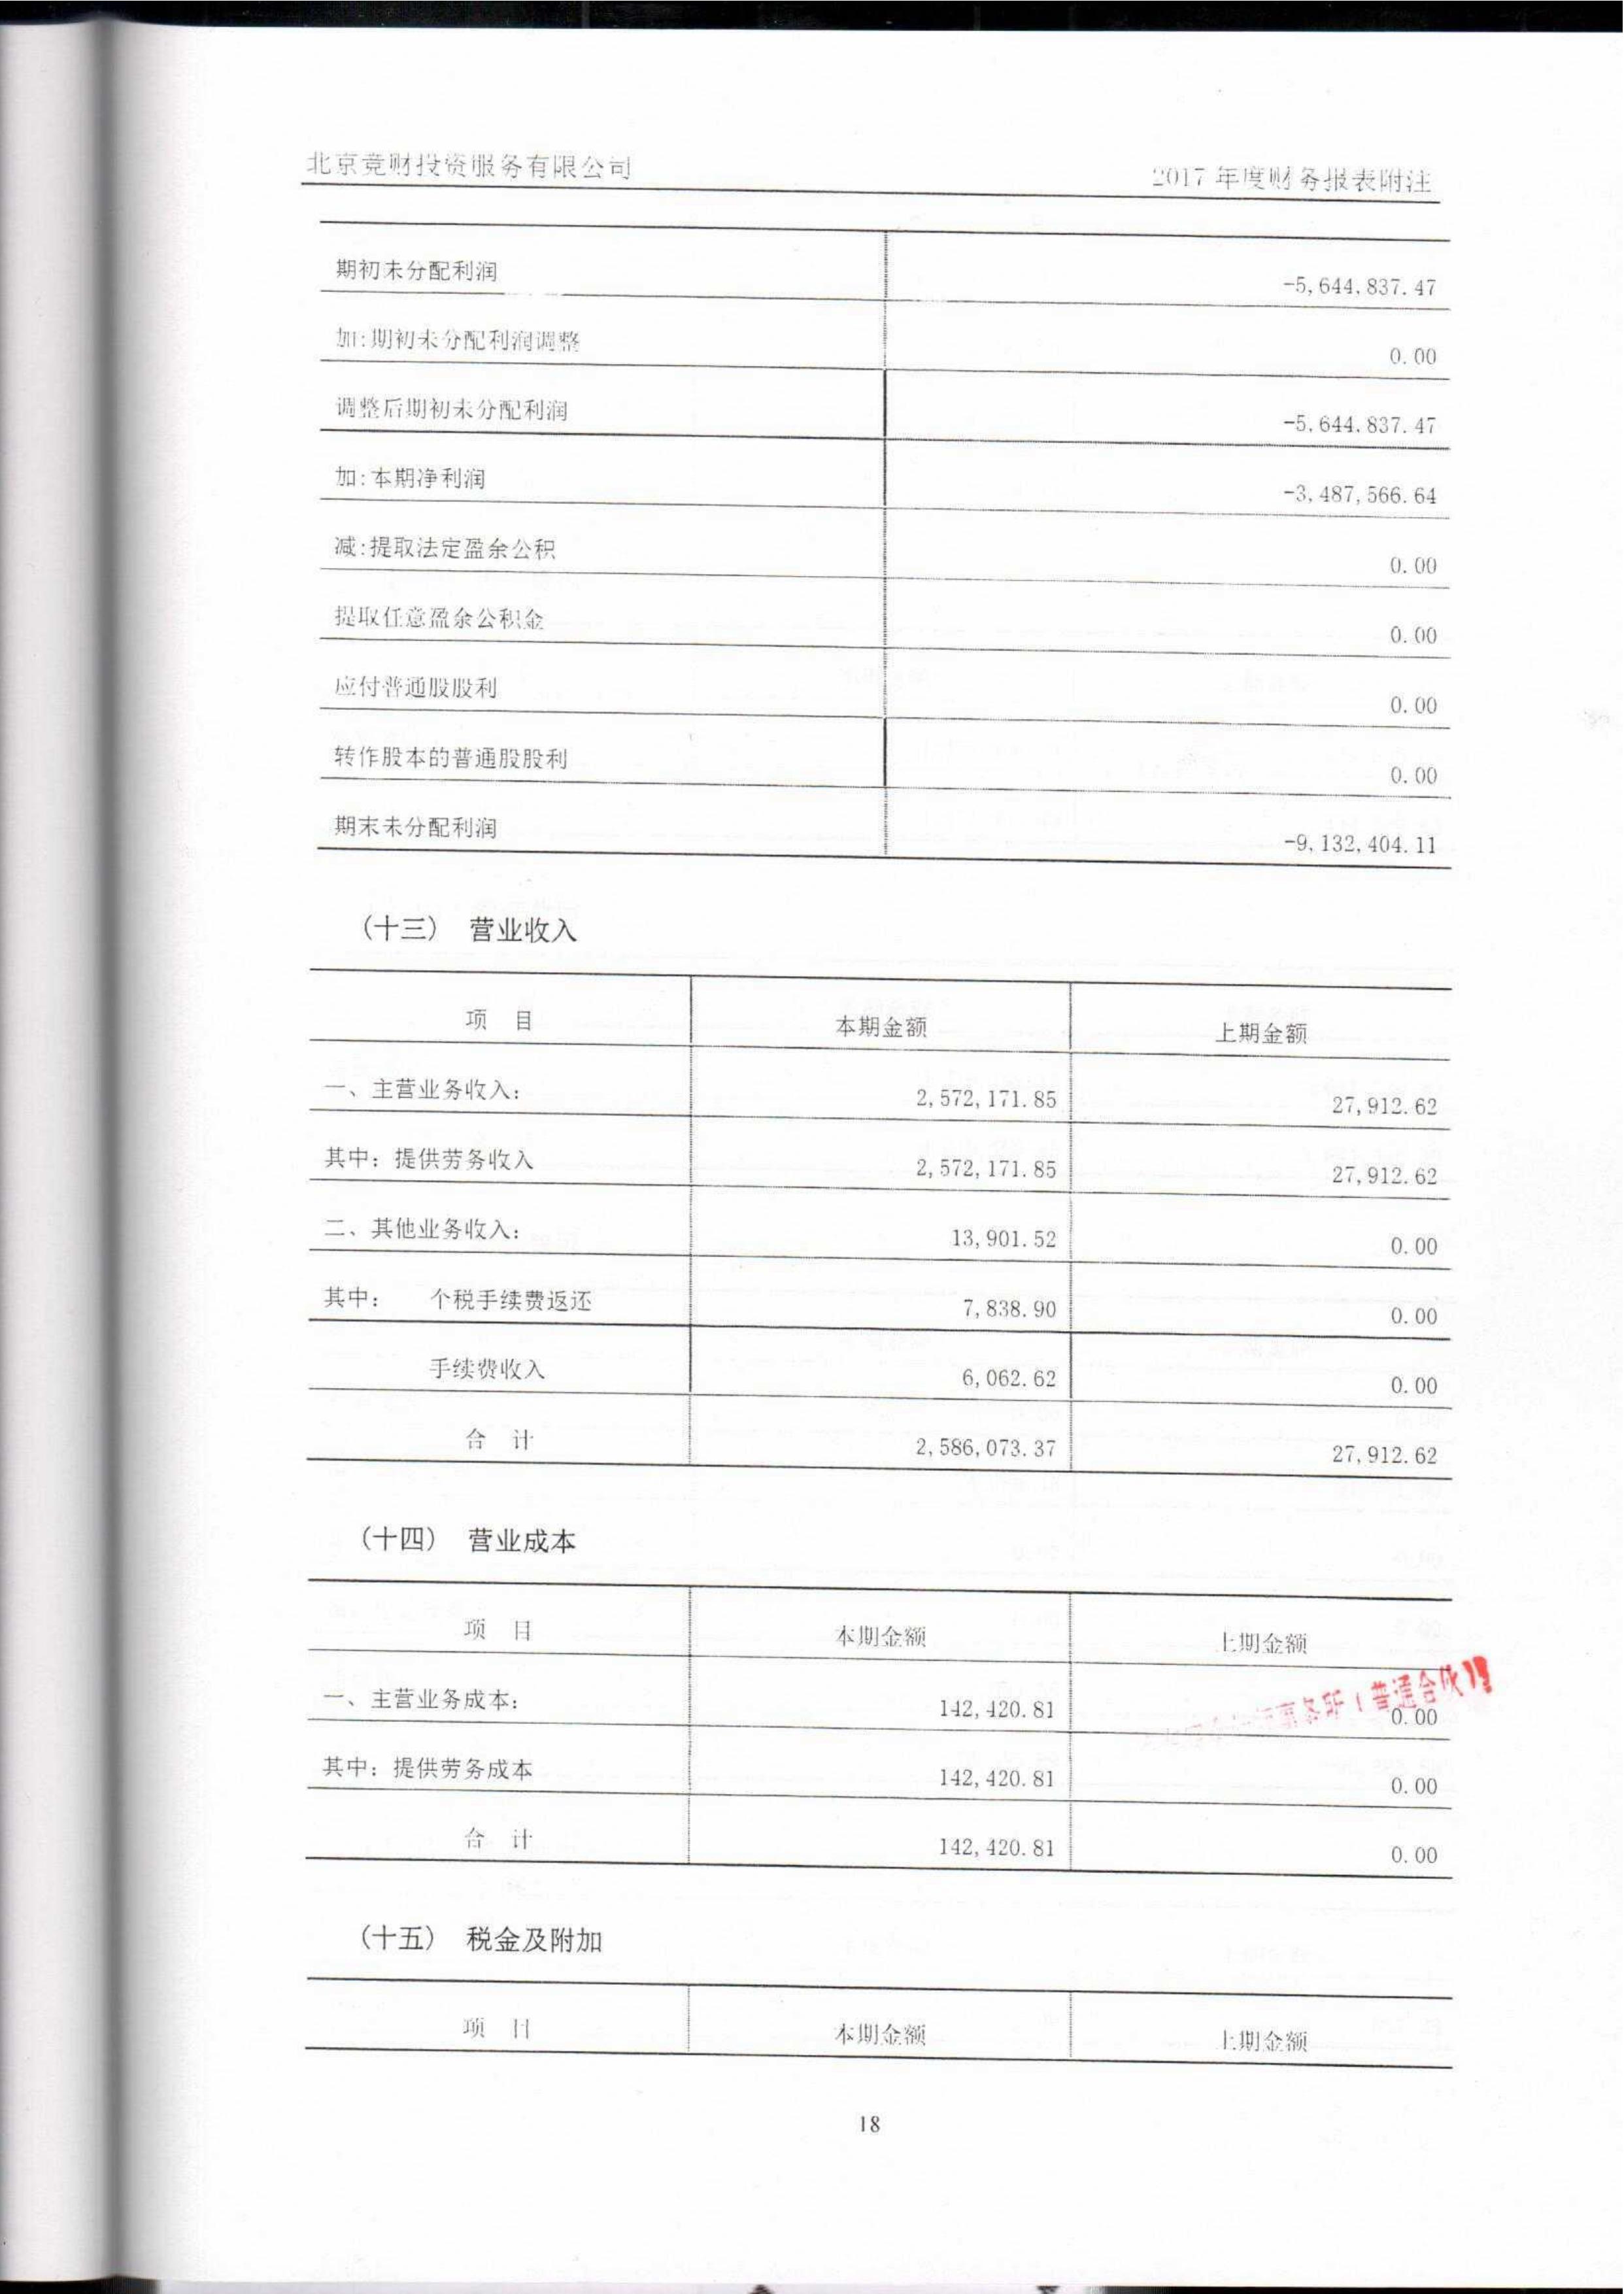 北京竞财投资服务有限公司 2017 年度财务报表附注
期初未分配利润 -5,644,837.47
加:期初未分配利润调整 0.00
调整后期初未分配利润 -5,644,837.47
加:本期净利润 -3,487,566.64
减:提取法定盈余公积 0.00
提取任意盈余公积金 0.00
应付普通股股利 0.00
转作股本的普通股股利 0.00
期末未分配利润 -9,132,404.11
（十三） 营业收入
项 目 本期金额 上期金额
一、主营业务收入: 2,572,171.85 27,912.62
其中: 提供劳务收入 2,572,171.85 27,912.62
二、其他业务收入: 13,901.52 0.00
其中: 个税手续费返还 7,838.90 0.00
手续费收入 6,062.62 0.00
合 计 2,586,073.37 27,912.62
（十四） 营业成本
项 目 本期金额 上期金额
一、主营业务成本: 142,420.81 0.00
事务所（普通合伙）
其中: 提供劳务成本 142,420.81 0.00
合 计 142,420.81 0.00
（十五） 税金及附加
项 目 本期金额 上期金额
18